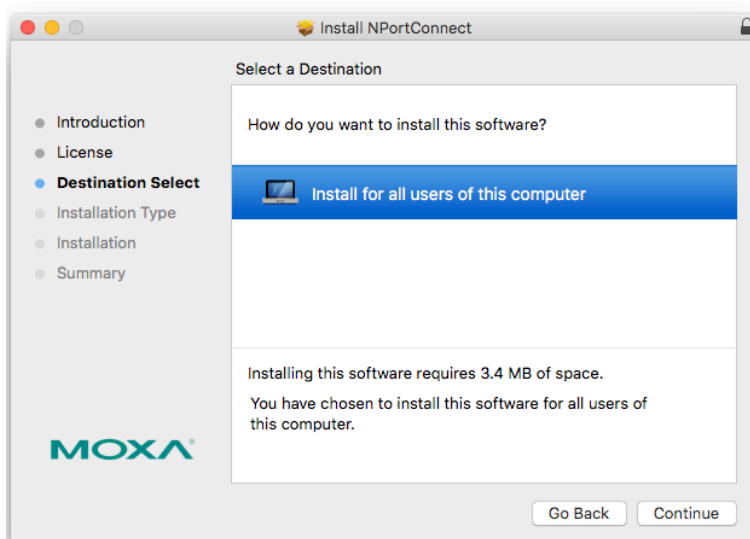 Install NPortConnect
Select a Destination
Introduction
License
Destination Select
Installation Type
Installation
Summary
How do you want to install this software?
Install for all users of this computer
Installing this software requires 3.4 MB of space.
You have chosen to install this software for all users of
this computer.
MOXA
Go Back
Continue